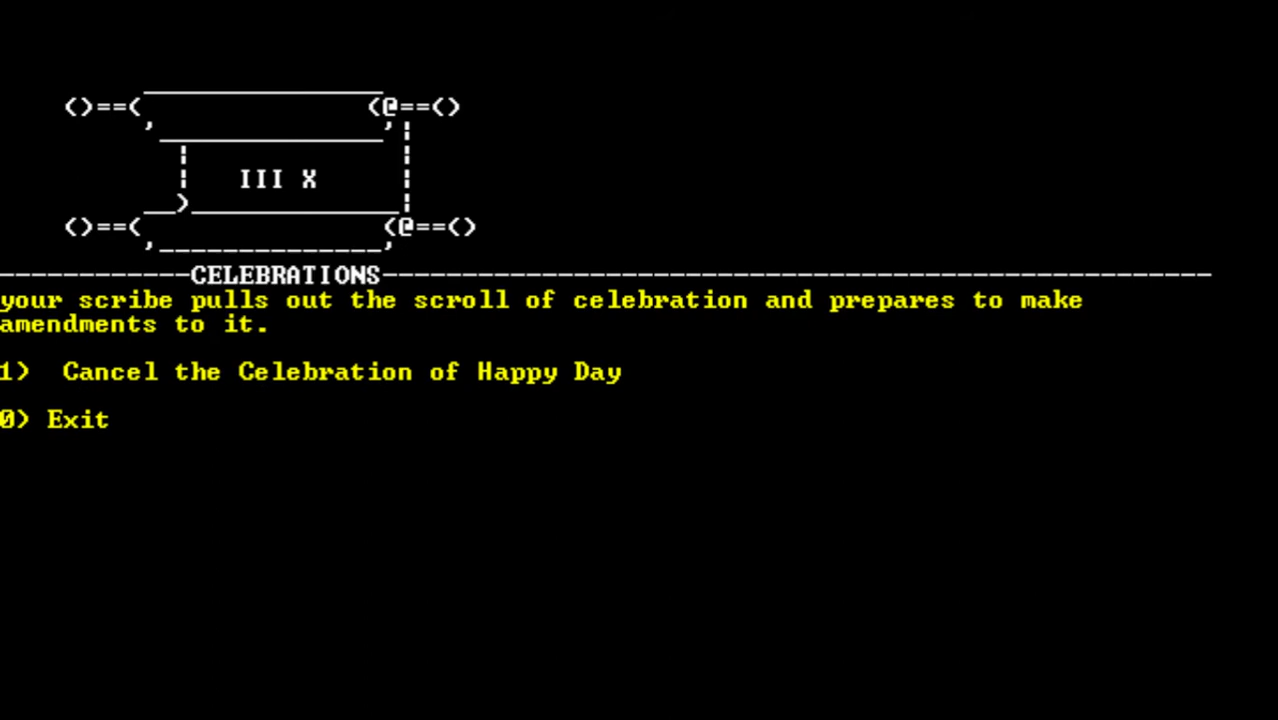 III X
CELEBRATIONS
your scribe pulls out the scroll of celebration and prepares to make
amendments to it.
1) Cancel the Celebration of Happy Day
0) Exit